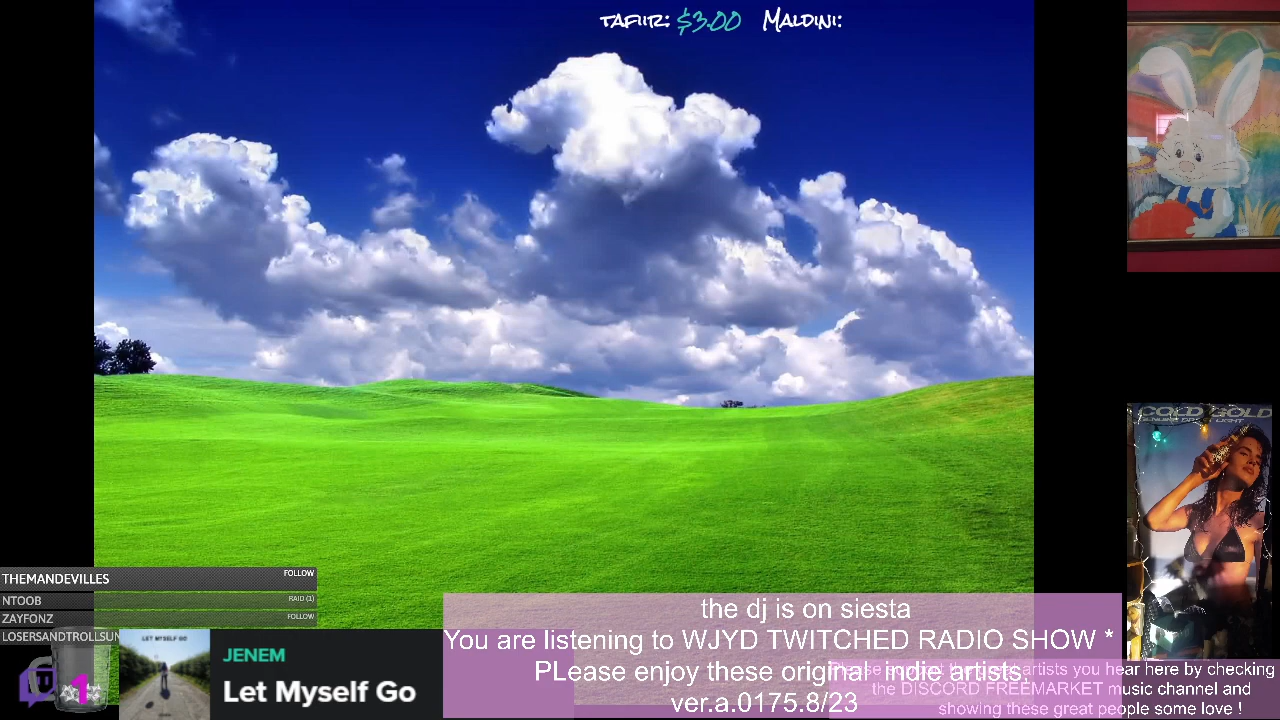 TAFIIR: $3.00 MALDINI:
COLD GOLD
THEMANDEVILLES FOLLOW
NTOOB RAID (1)
ZAYFONZ FOLLOW
LOSERSANDTROLLSUN
1
LET MYSELF GO
JENEM
Let Myself Go
the dj is on siesta
You are listening to WJYD TWITCHED RADIO SHOW *
PLease enjoy these original indie artists,
ver.a.0175.8/23
artists you hear here by checking
the DISCORD FREEMARKET music channel and
showing these great people some love !